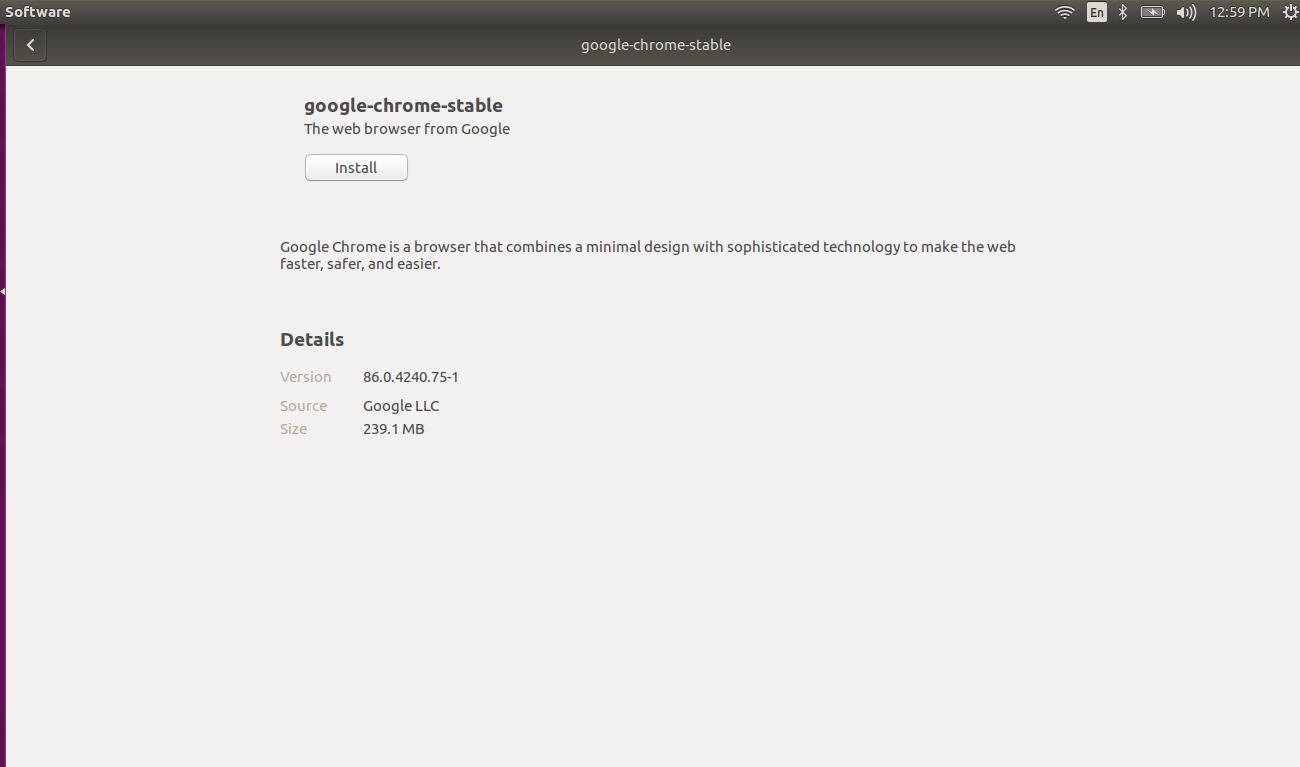 Software
En
12:59 PM
google-chrome-stable
google-chrome-stable
The web browser from Google
Install
Google Chrome is a browser that combines a minimal design with sophisticated technology to make the web
faster, safer, and easier.
Details
Version 86.0.4240.75-1
Source Google LLC
Size 239.1 MB